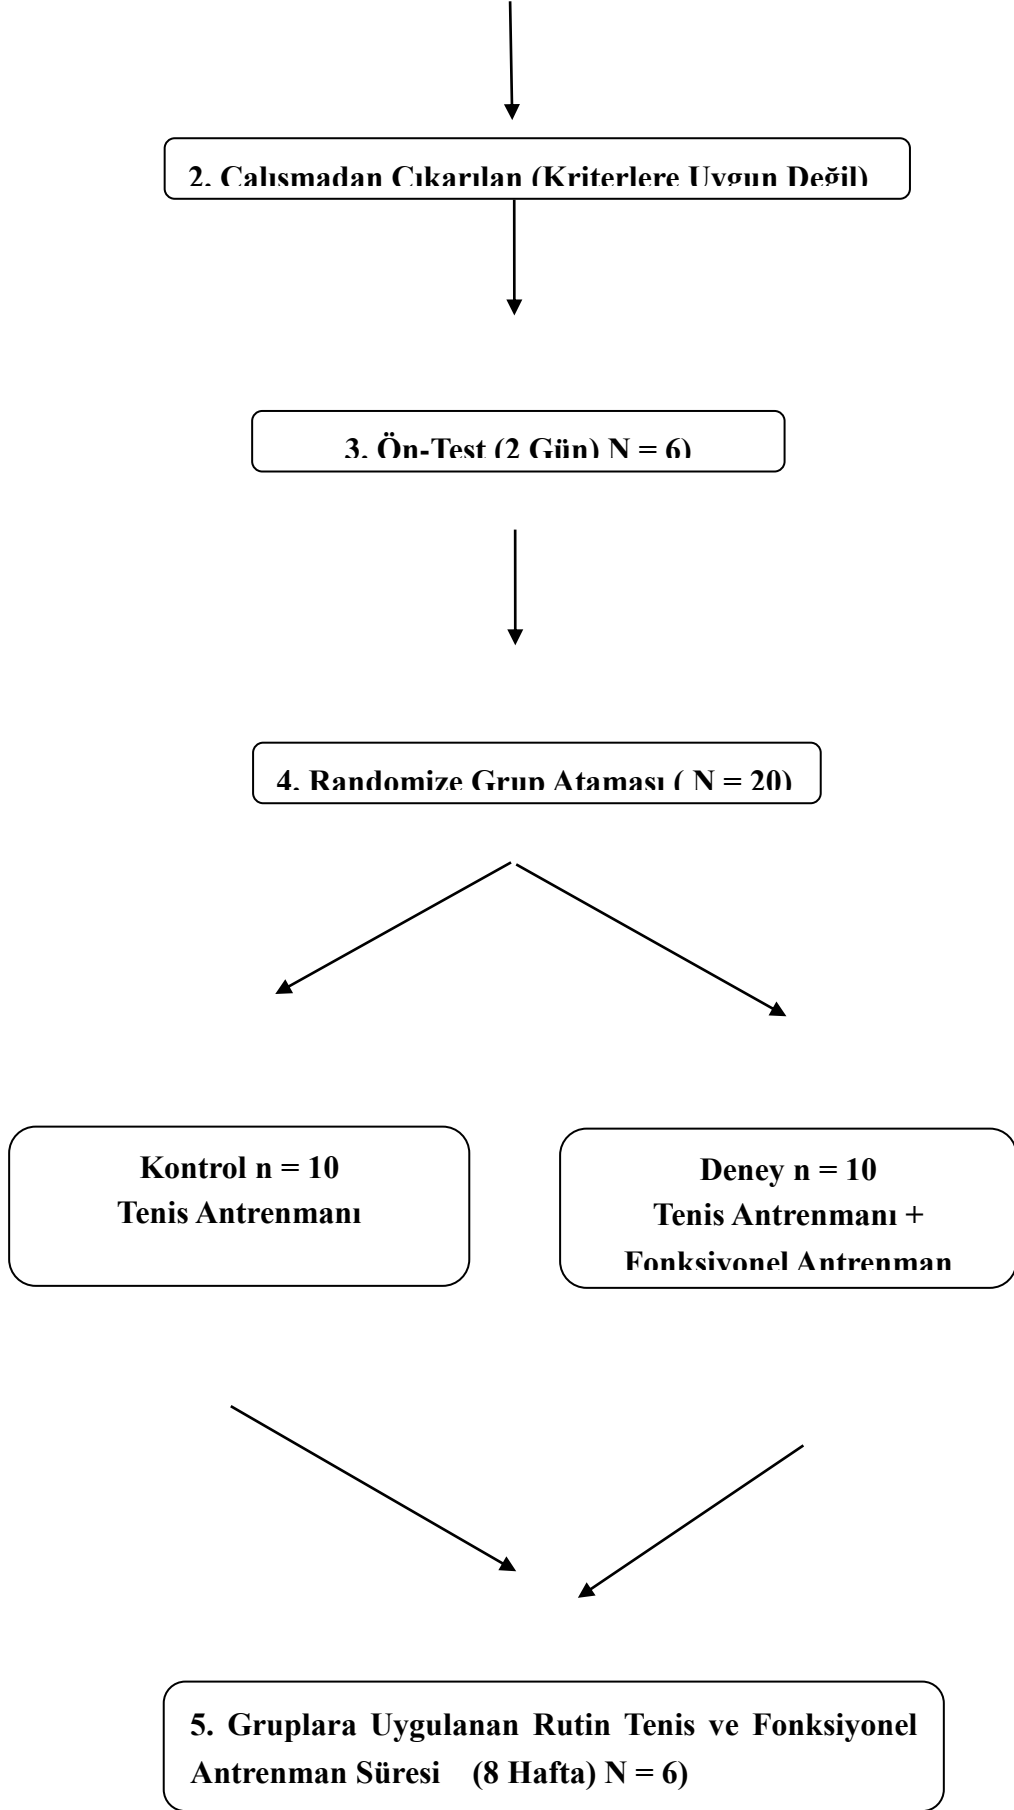 2. Çalışmadan Çıkarılan (Kriterlere Uygun Değil)
3. Ön-Test (2 Gün) N = 6)
4. Randomize Grup Ataması ( N = 20)
Kontrol n = 10
Tenis Antrenmanı
Deney n = 10
Tenis Antrenmanı +
Fonksiyonel Antrenman
5. Gruplara Uygulanan Rutin Tenis ve Fonksiyonel
Antrenman Süresi (8 Hafta) N = 6)